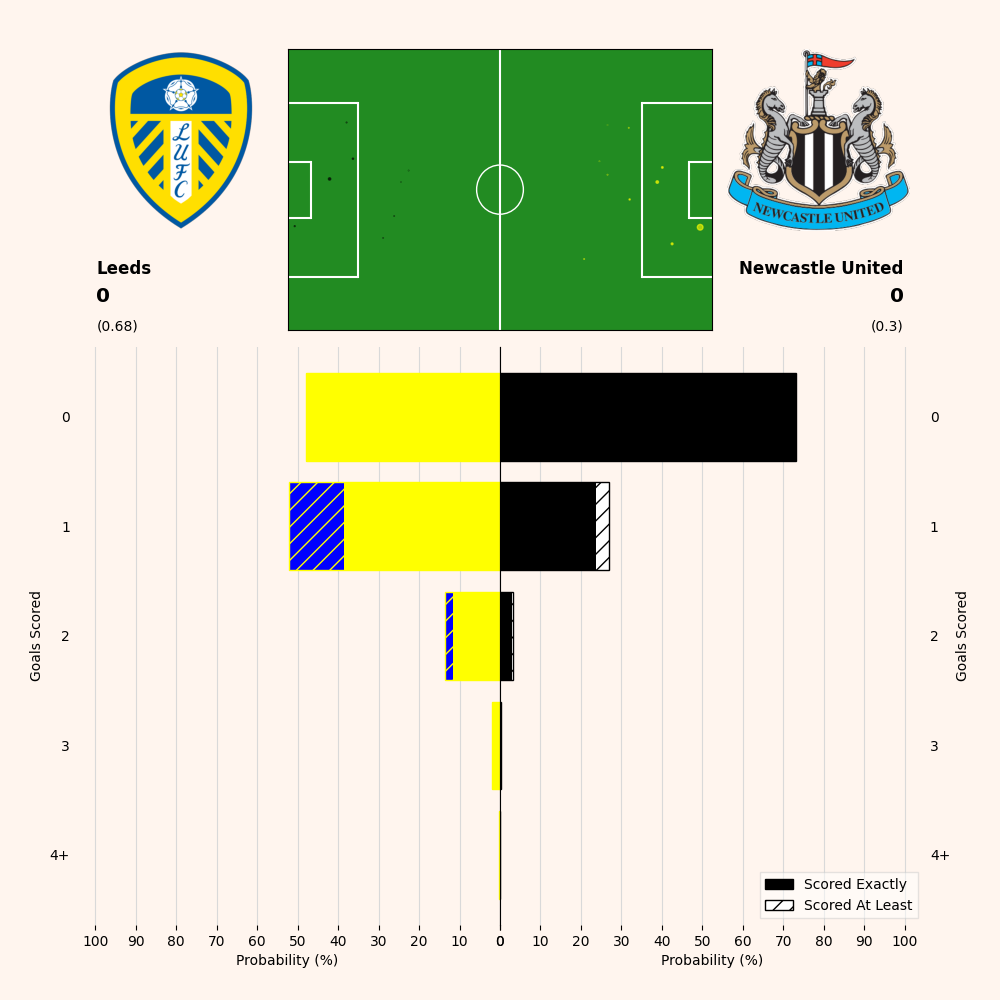 LUFC
NEWCASTLE UNITED
Leeds
0
(0.68)
Newcastle United
0
(0.3)
Goals Scored
0
1
2
3
4+
Goals Scored
0
1
2
3
4+
Scored Exactly
Scored At Least
100 90 80 70 60 50 40 30 20 10 0
0 10 20 30 40 50 60 70 80 90 100
Probability (%)
Probability (%)